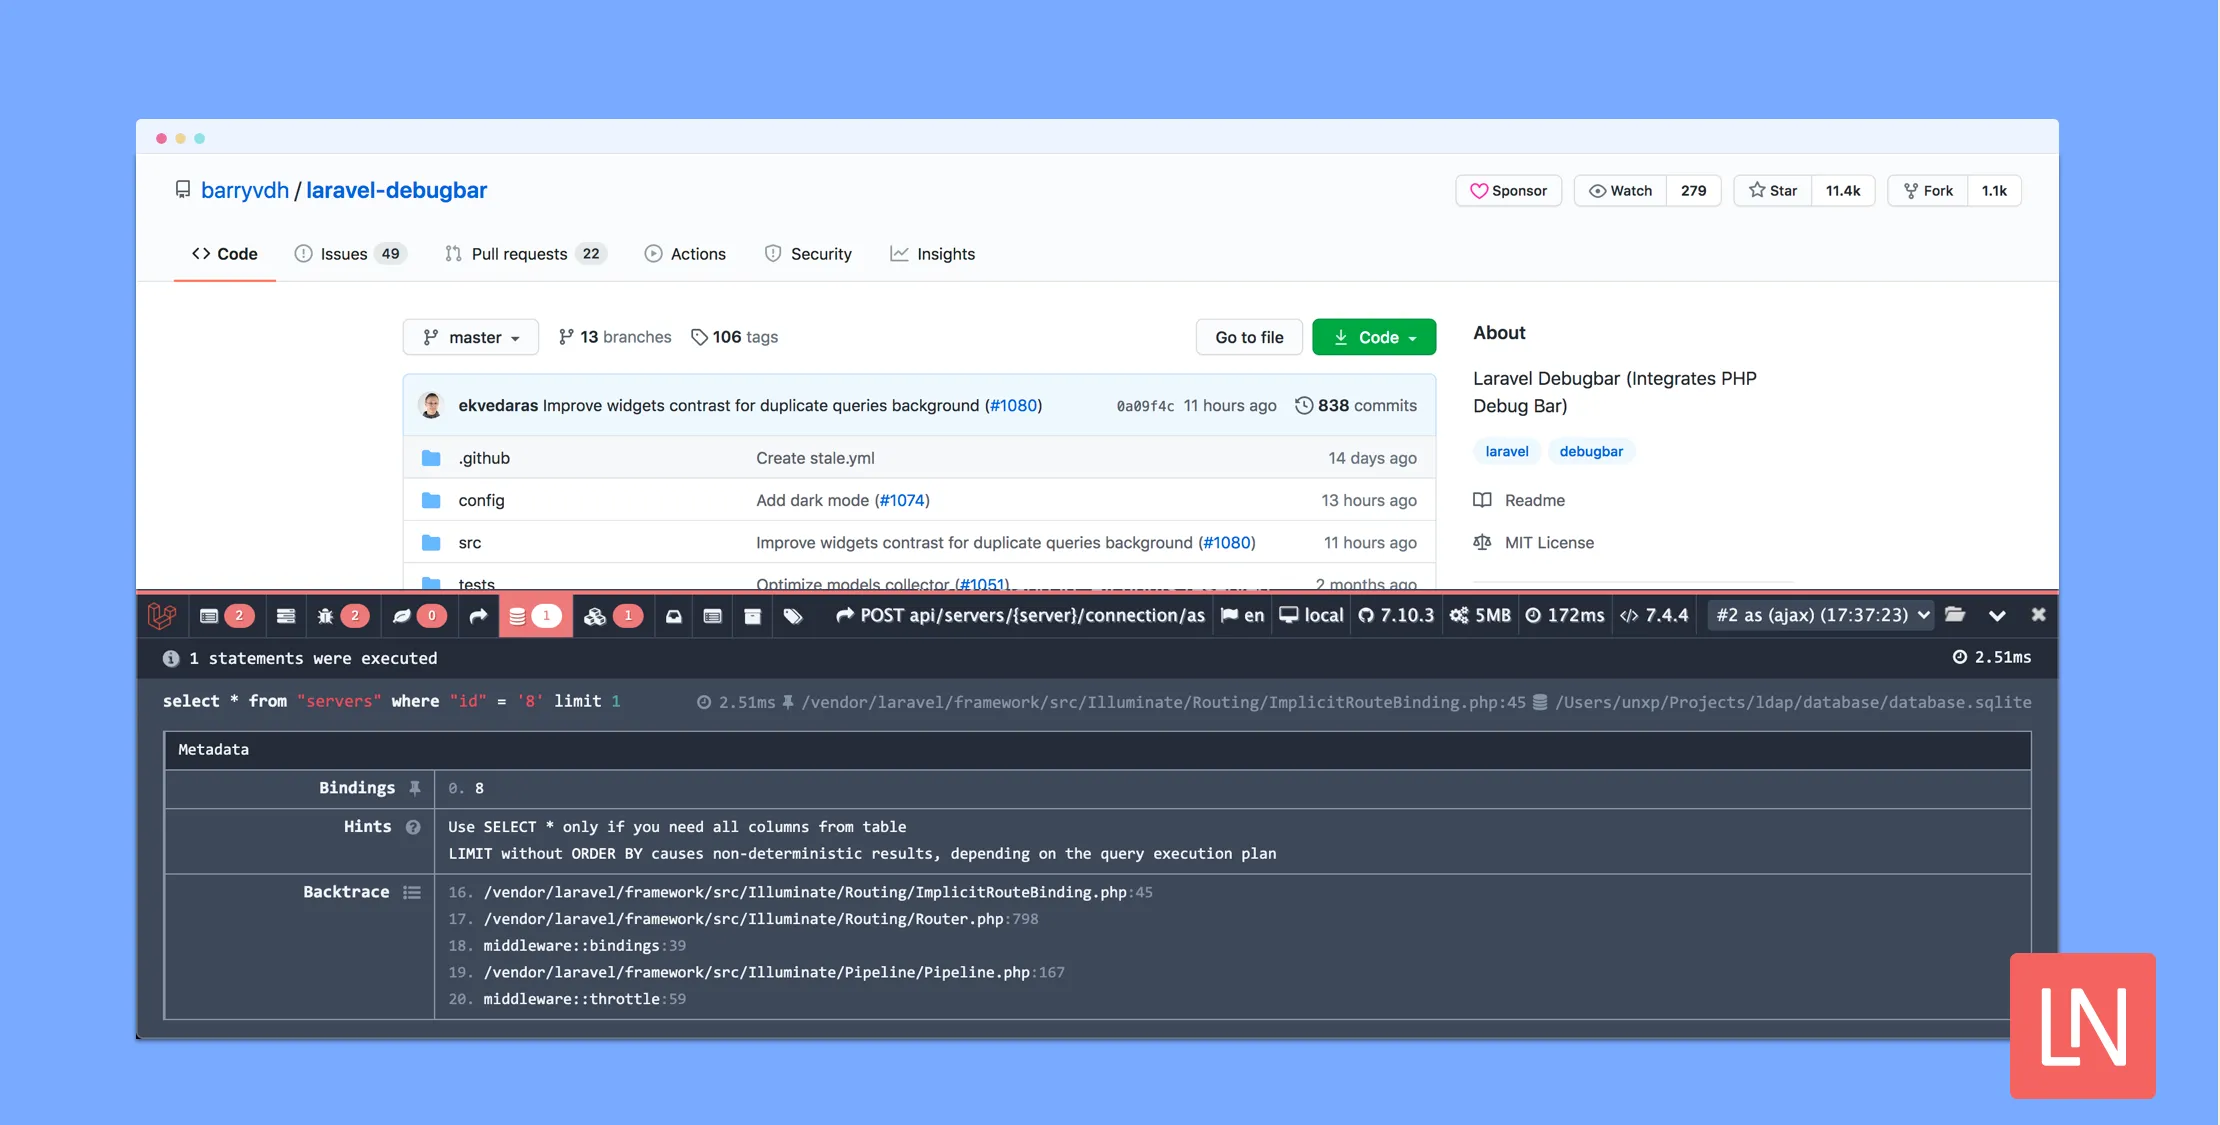 barryvdh / laravel-debugbar
Sponsor
Watch 279
Star 11.4k
Fork 1.1k
Code
Issues 49
Pull requests 22
Actions
Security
Insights
master
13 branches
106 tags
Go to file
Code
About
Laravel Debugbar (Integrates PHP
Debug Bar)
laravel debugbar
Readme
MIT License
ekvedaras Improve widgets contrast for duplicate queries background (#1080) 0a09f4c 11 hours ago 838 commits
.github Create stale.yml 14 days ago
config Add dark mode (#1074) 13 hours ago
src Improve widgets contrast for duplicate queries background (#1080) 11 hours ago
tests Optimize models collector (#1051) 2 months ago
2 2 0 1 1 POST api/servers/{server}/connection/as en local 7.10.3 5MB 172ms 7.4.4 #2 as (ajax) (17:37:23)
1 statements were executed 2.51ms
select * from "servers" where "id" = '8' limit 1 2.51ms /vendor/laravel/framework/src/Illuminate/Routing/ImplicitRouteBinding.php:45 /Users/unxp/Projects/ldap/database/database.sqlite
Metadata
Bindings 0. 8
Hints Use SELECT * only if you need all columns from table
LIMIT without ORDER BY causes non-deterministic results, depending on the query execution plan
Backtrace 16. /vendor/laravel/framework/src/Illuminate/Routing/ImplicitRouteBinding.php:45
17. /vendor/laravel/framework/src/Illuminate/Routing/Router.php:798
18. middleware::bindings:39
19. /vendor/laravel/framework/src/Illuminate/Pipeline/Pipeline.php:167
20. middleware::throttle:59
LN